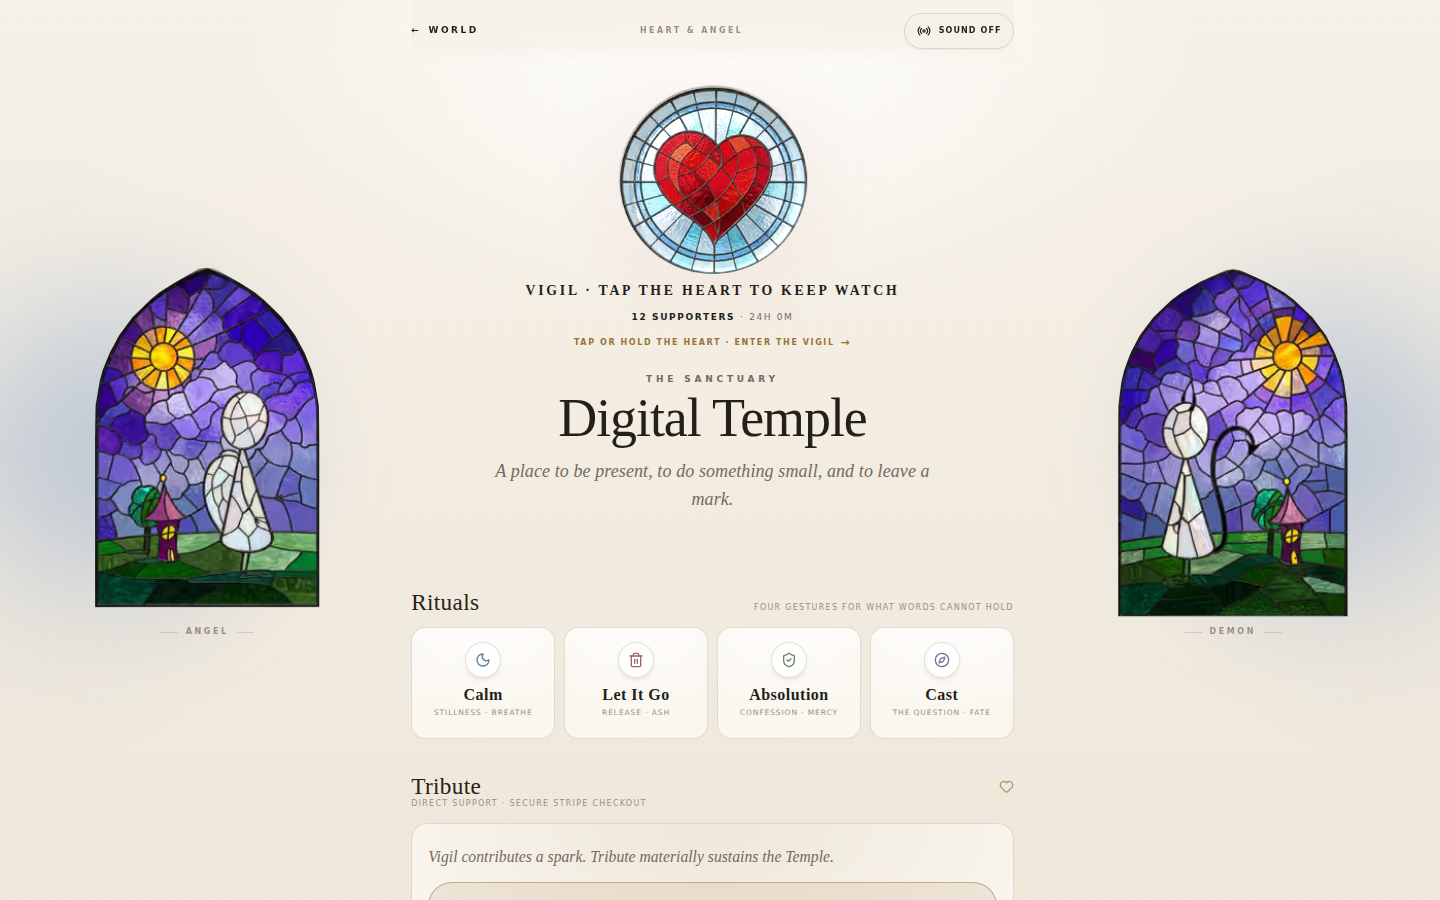 ← WORLD
HEART & ANGEL
SOUND OFF
VIGIL · TAP THE HEART TO KEEP WATCH
12 SUPPORTERS · 24H 0M
TAP OR HOLD THE HEART · ENTER THE VIGIL →
THE SANCTUARY
Digital Temple
A place to be present, to do something small, and to leave a
mark.
ANGEL
DEMON
Rituals
FOUR GESTURES FOR WHAT WORDS CANNOT HOLD
Calm
STILLNESS · BREATHE
Let It Go
RELEASE · ASH
Absolution
CONFESSION · MERCY
Cast
THE QUESTION · FATE
Tribute
DIRECT SUPPORT · SECURE STRIPE CHECKOUT
Vigil contributes a spark. Tribute materially sustains the Temple.